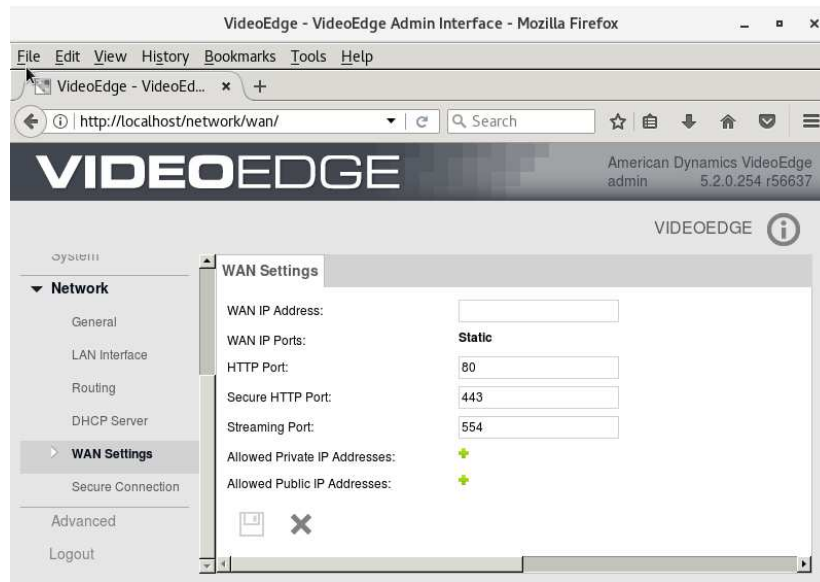 VideoEdge - VideoEdge Admin Interface - Mozilla Firefox
File Edit View History Bookmarks Tools Help
VideoEdge - VideoEd...
http://localhost/network/wan/
Search
VIDEOEDGE
American Dynamics VideoEdge
admin 5.2.0.254 r56637
VIDEOEDGE
System
Network
General
LAN Interface
Routing
DHCP Server
WAN Settings
Secure Connection
Advanced
Logout
WAN Settings
WAN IP Address:
WAN IP Ports: Static
HTTP Port: 80
Secure HTTP Port: 443
Streaming Port: 554
Allowed Private IP Addresses:
Allowed Public IP Addresses: